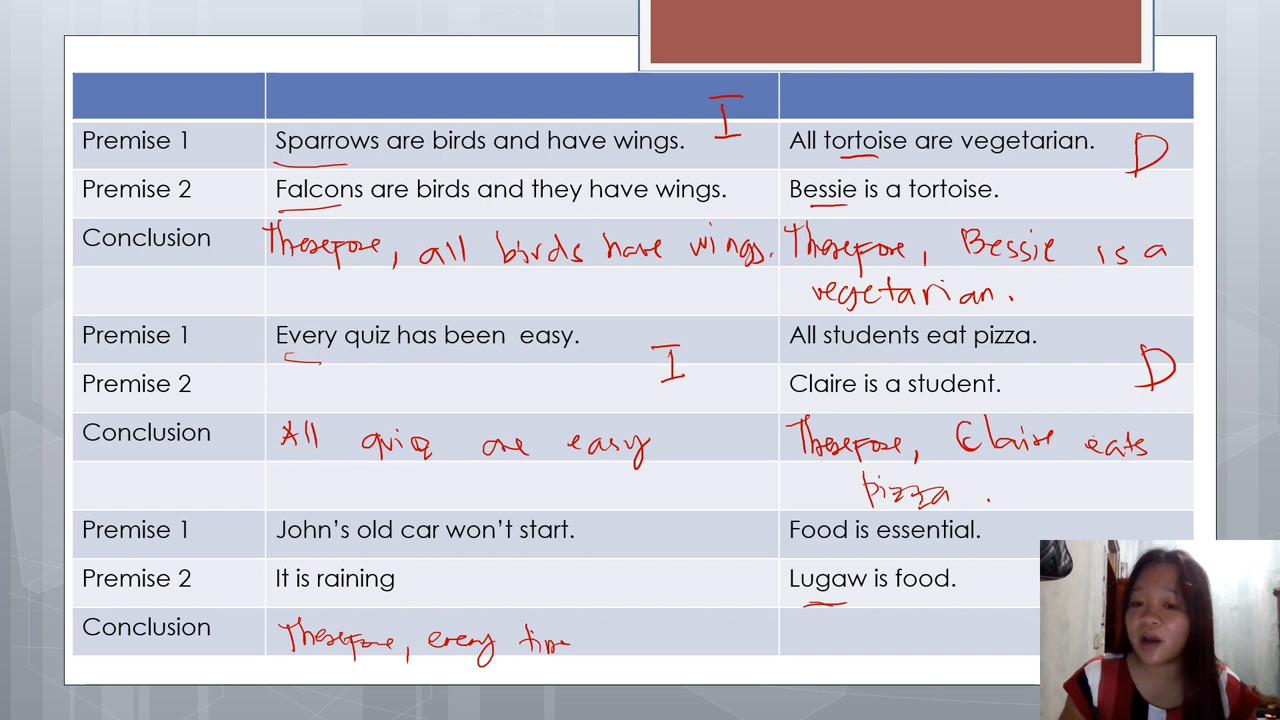 I
Premise 1 Sparrows are birds and have wings. All tortoise are vegetarian. D
Premise 2 Falcons are birds and they have wings. Bessie is a tortoise.
Conclusion Therefore, all birds have wings. Therefore, Bessie is a
vegetarian.
Premise 1 Every quiz has been easy. I All students eat pizza. D
Premise 2 Claire is a student.
Conclusion All quiz are easy Therefore, Claire eats
pizza.
Premise 1 John's old car won't start. Food is essential.
Premise 2 It is raining Lugaw is food.
Conclusion Therefore, every time